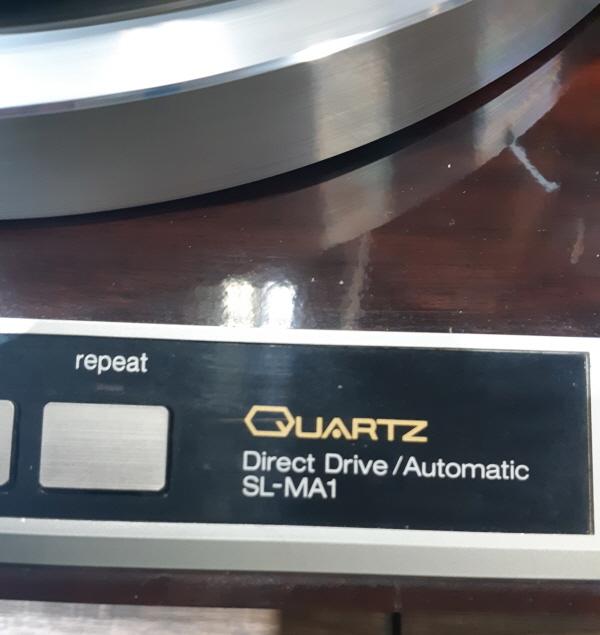 repeat
QUARTZ
Direct Drive/Automatic
SL-MA1